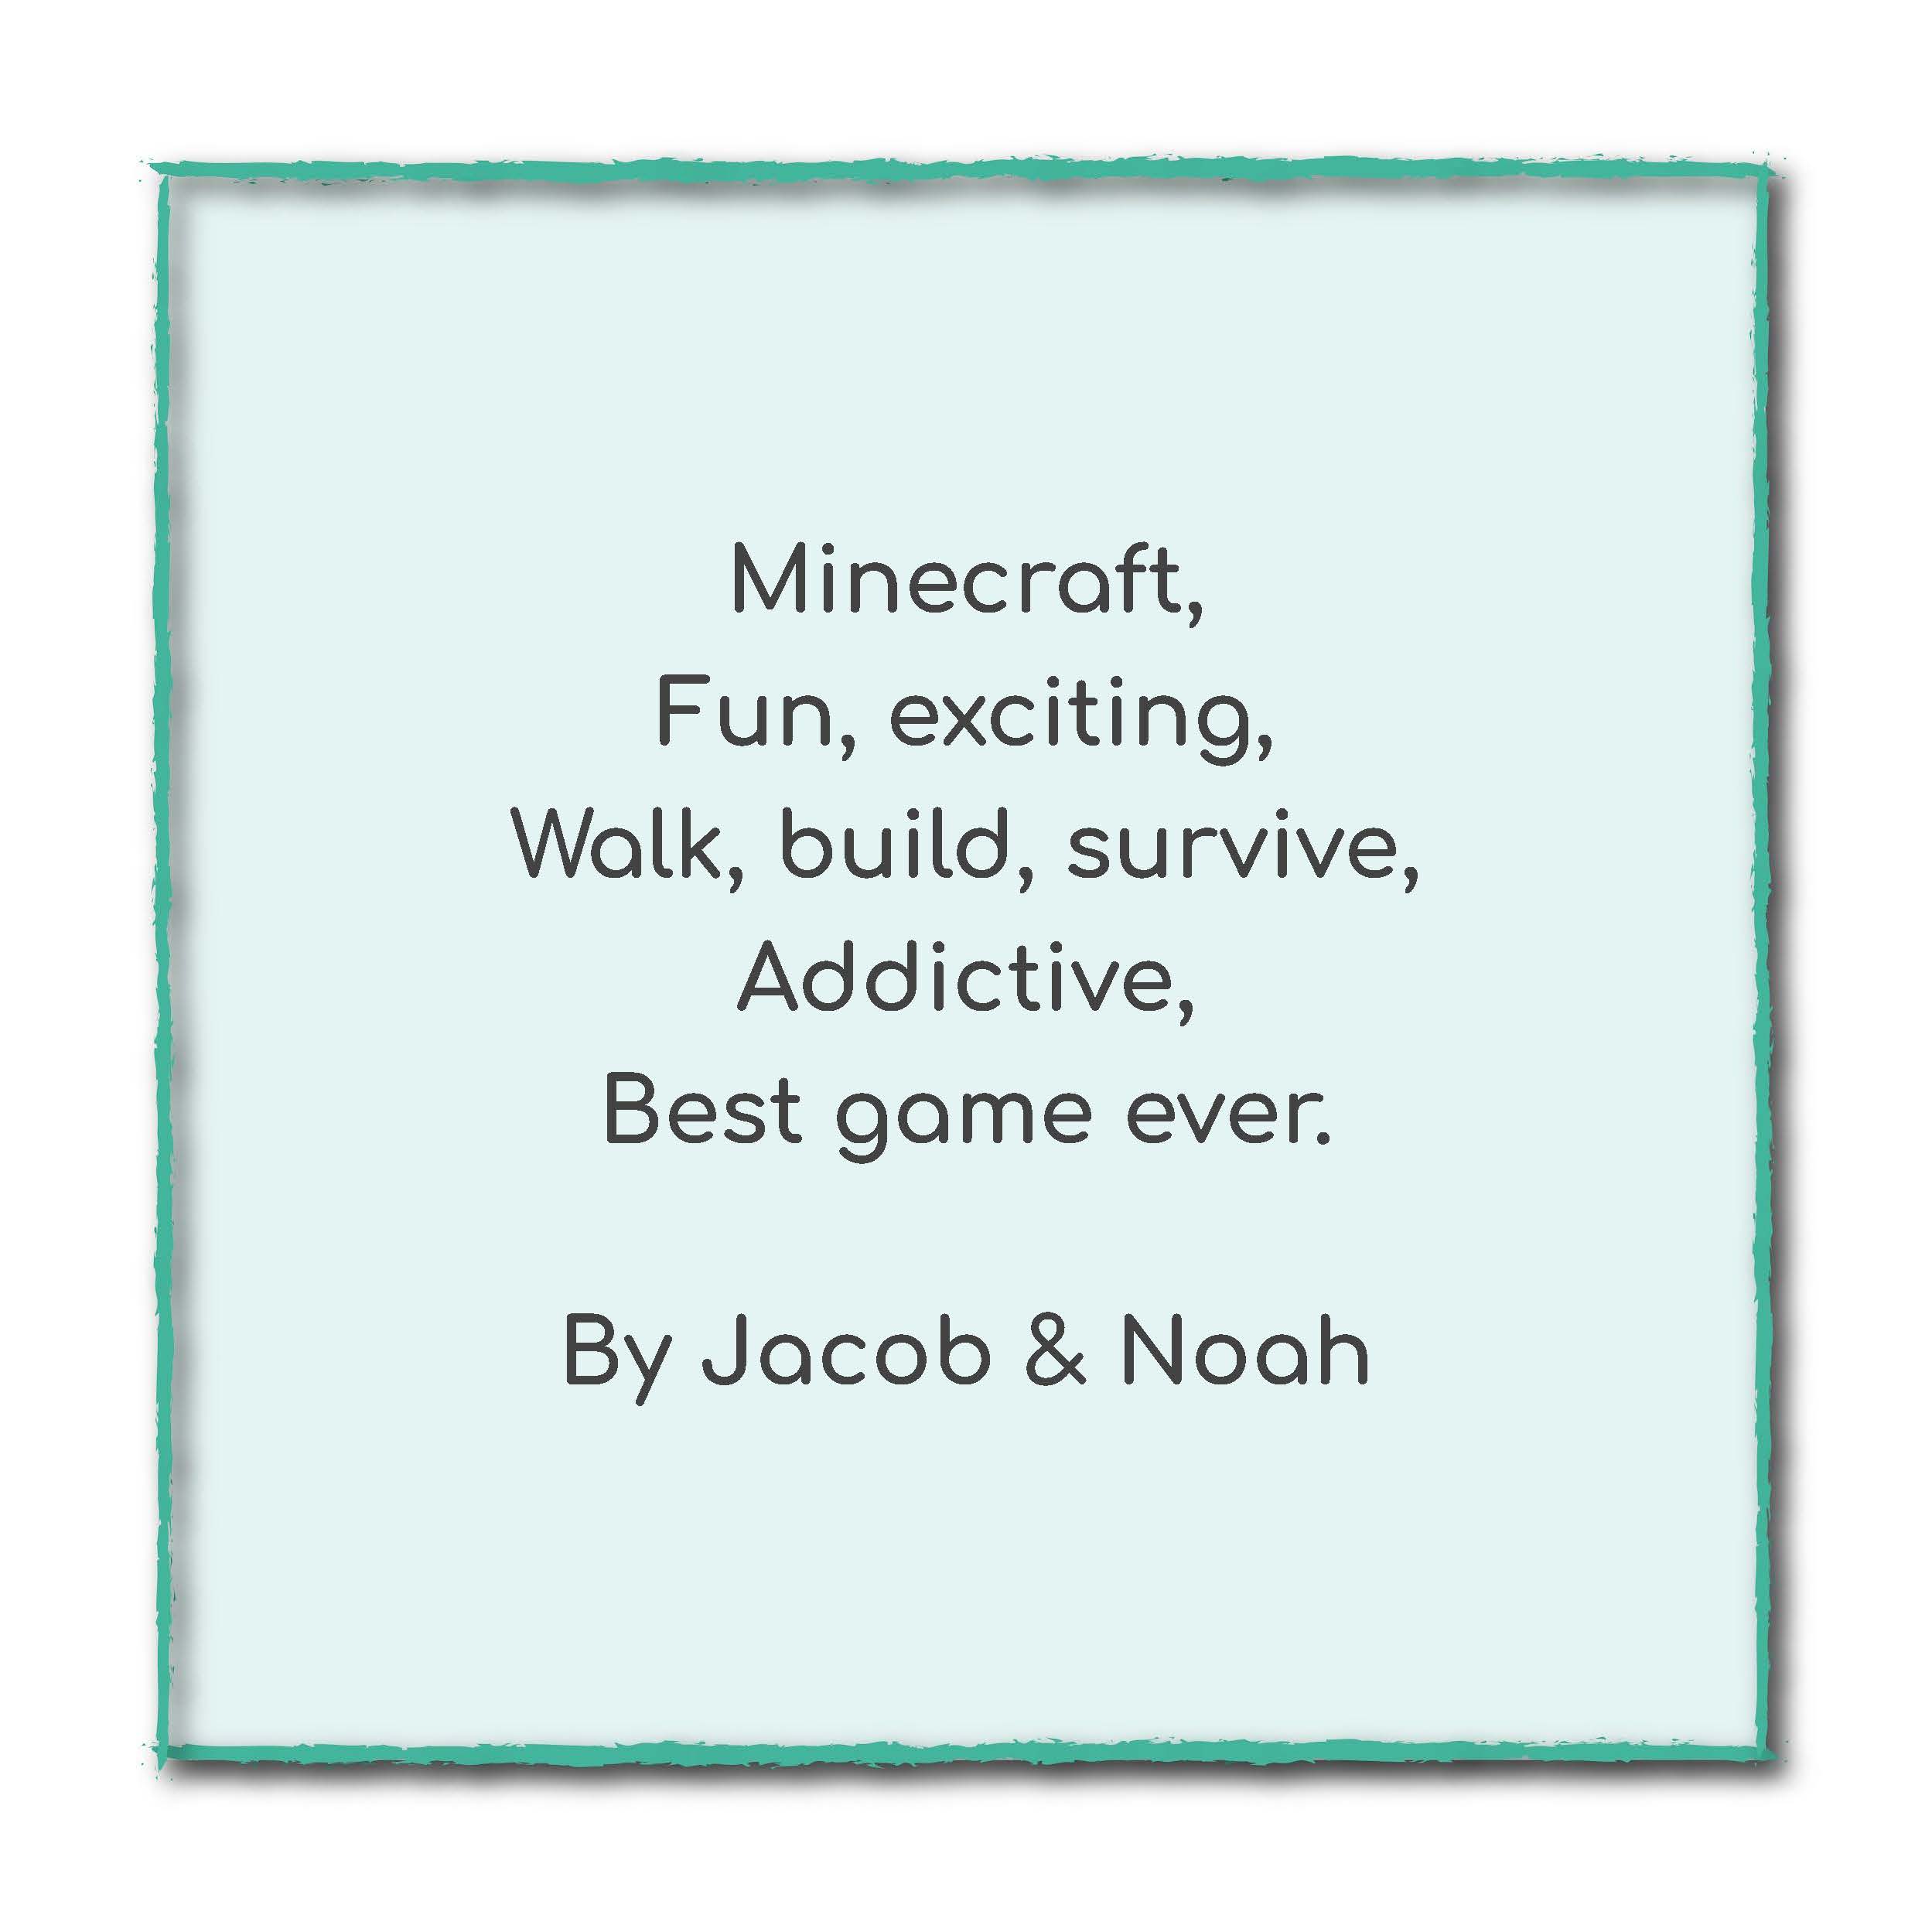 Minecraft,
Fun, exciting,
Walk, build, survive,
Addictive,
Best game ever.
By Jacob & Noah